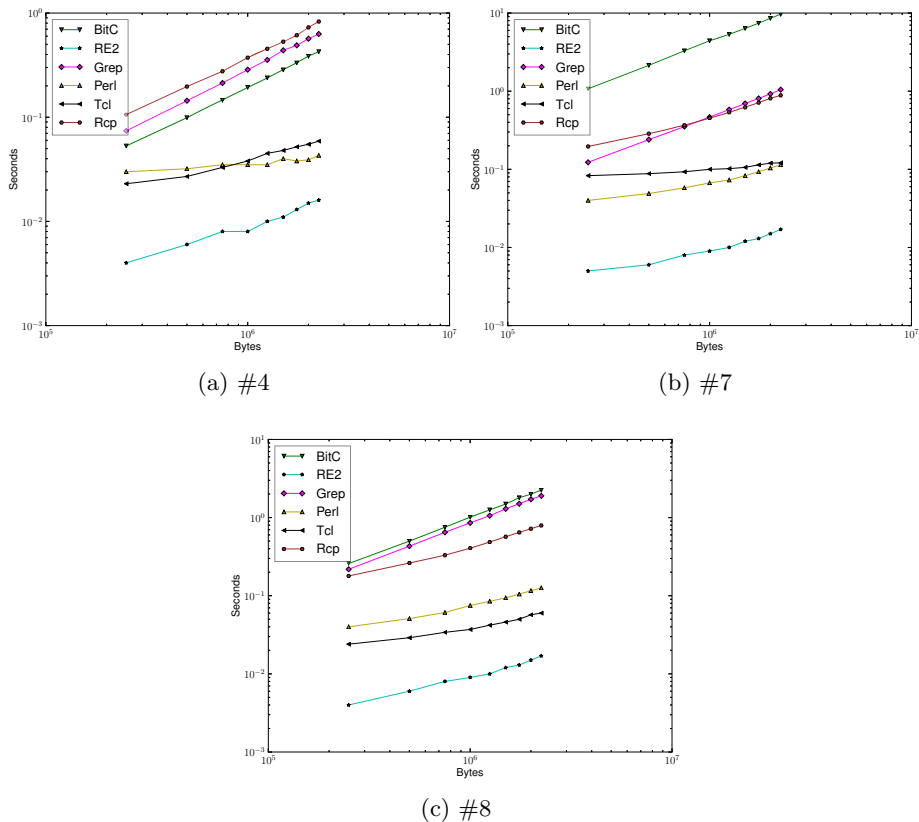 10^0
10^-1
10^-2
10^-3
Seconds
BitC
RE2
Grep
Perl
Tcl
Rcp
10^5
10^6
10^7
Bytes
(a) #4
10^1
10^0
10^-1
10^-2
10^-3
Seconds
BitC
RE2
Grep
Perl
Tcl
Rcp
10^5
10^6
10^7
Bytes
(b) #7
10^1
10^0
10^-1
10^-2
10^-3
Seconds
BitC
RE2
Grep
Perl
Tcl
Rcp
10^5
10^6
10^7
Bytes
(c) #8